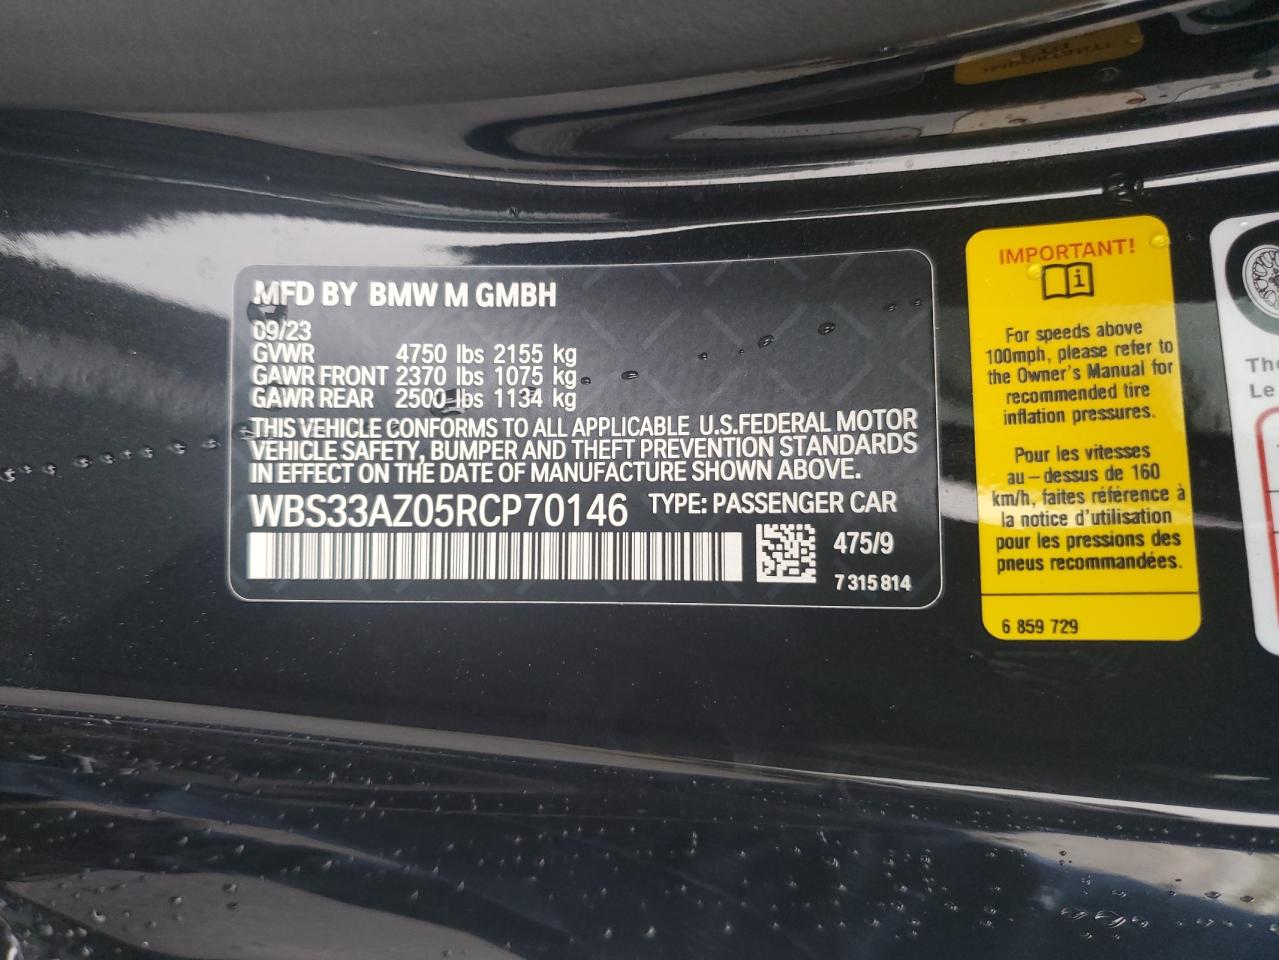 MFD BY BMW M GMBH
09/23
GVWR 4750 lbs 2155 kg
GAWR FRONT 2370 lbs 1075 kg
GAWR REAR 2500 lbs 1134 kg
THIS VEHICLE CONFORMS TO ALL APPLICABLE U.S.FEDERAL MOTOR
VEHICLE SAFETY, BUMPER AND THEFT PREVENTION STANDARDS
IN EFFECT ON THE DATE OF MANUFACTURE SHOWN ABOVE.
WBS33AZ05RCP70146 TYPE: PASSENGER CAR
475/9
7 315 814
IMPORTANT!
i
For speeds above
100mph, please refer to
the Owner's Manual for
recommended tire
inflation pressures.
Pour les vitesses
au – dessus de 160
km/h, faites référence à
la notice d'utilisation
pour les pressions des
pneus recommandées.
6 859 729
The
Le